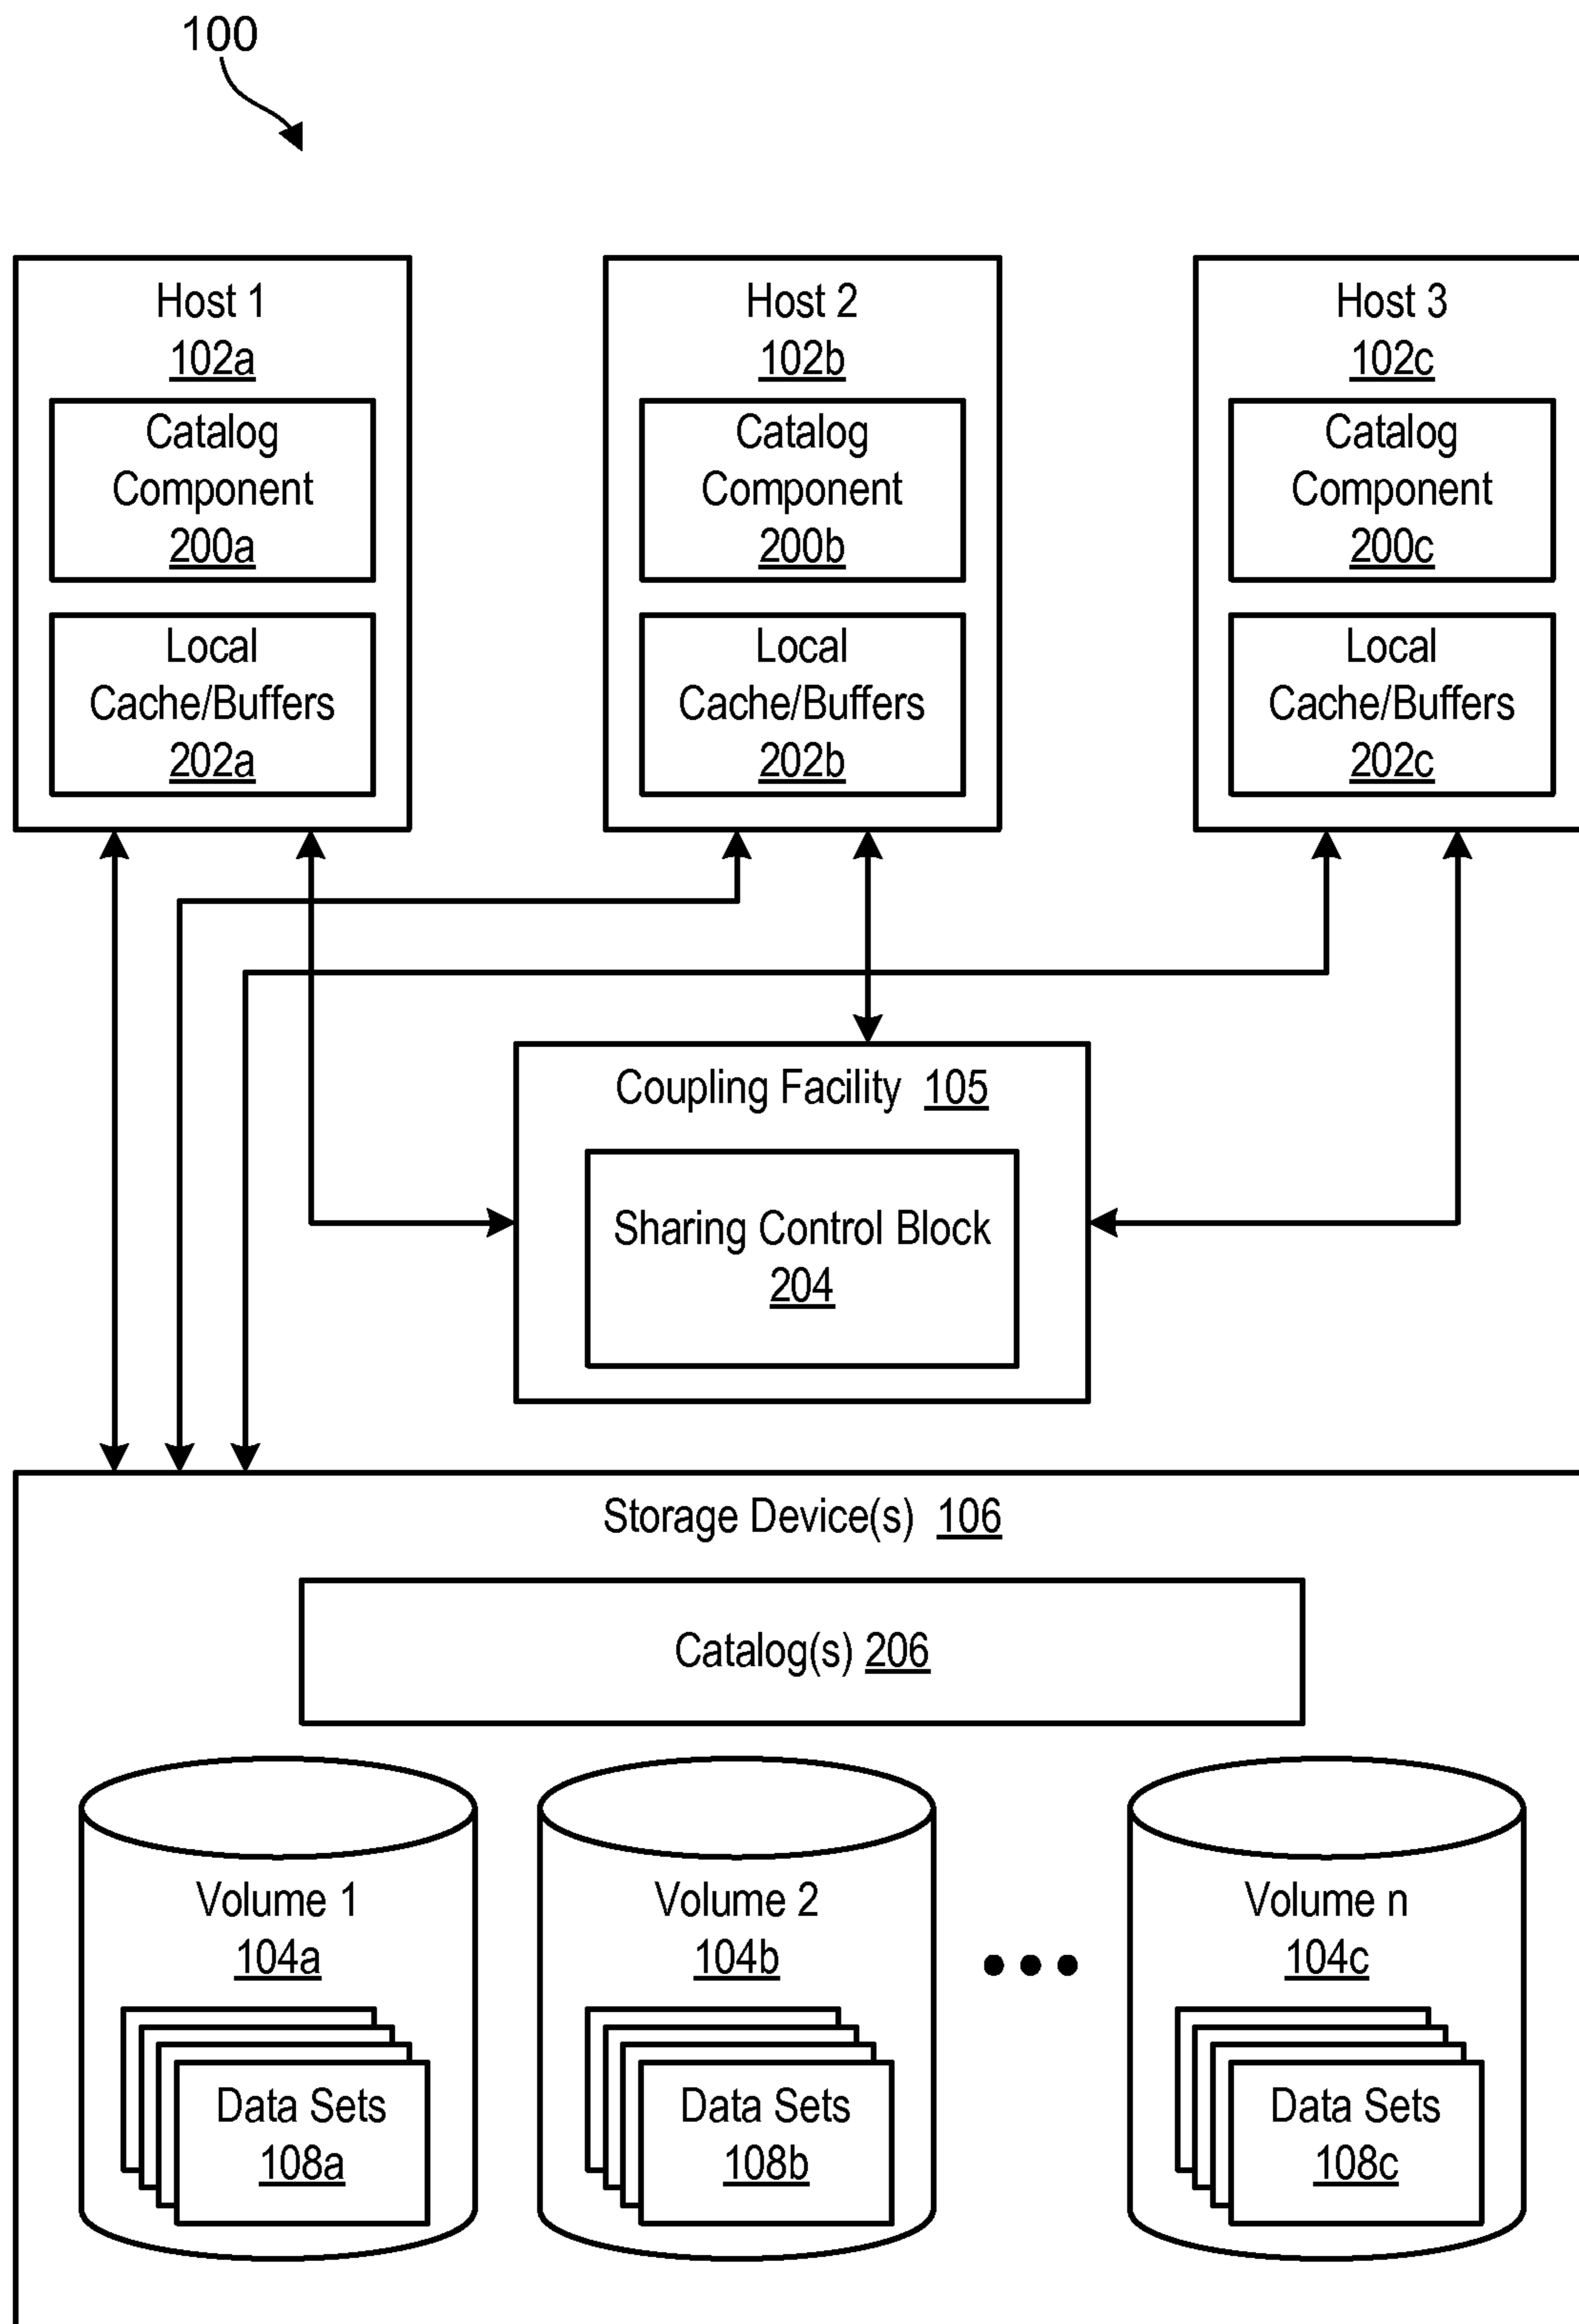 100
Host 1
102a
Catalog
Component
200a
Local
Cache/Buffers
202a
Host 2
102b
Catalog
Component
200b
Local
Cache/Buffers
202b
Host 3
102c
Catalog
Component
200c
Local
Cache/Buffers
202c
Coupling Facility 105
Sharing Control Block
204
Storage Device(s) 106
Catalog(s) 206
Volume 1
104a
Data Sets
108a
Volume 2
104b
Data Sets
108b
Volume n
104c
Data Sets
108c